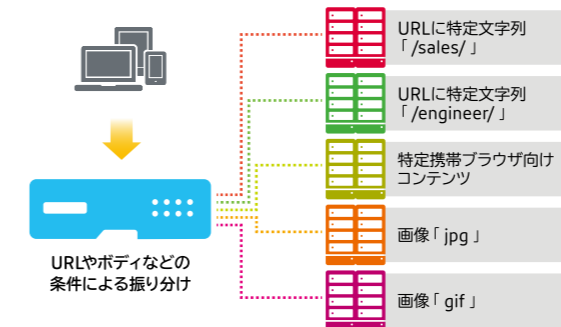 URLに特定文字列
「 /sales/ 」
URLに特定文字列
「 /engineer/ 」
特定携帯ブラウザ向け
コンテンツ
画像「 jpg 」
画像「 gif 」
URLやボディなどの
条件による振り分け